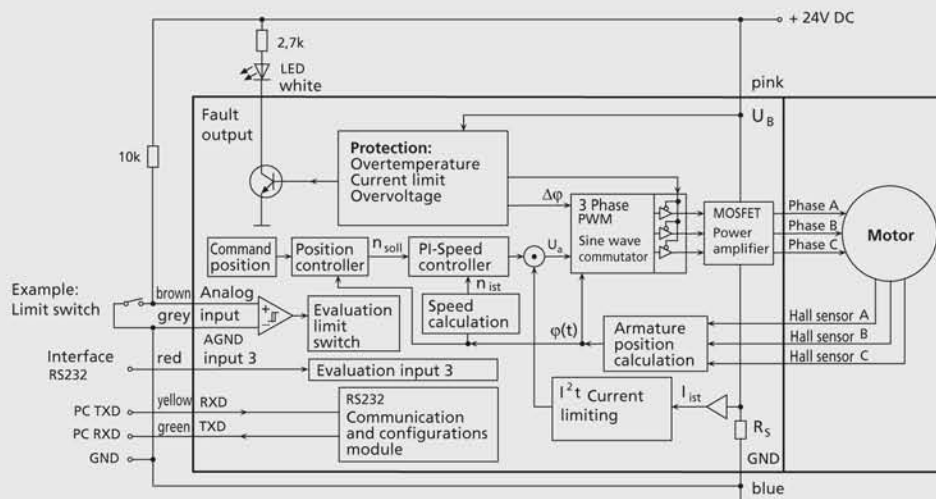 + 24V DC
2,7k
LED
white
pink
Fault
output
U_B
10k
Protection:
Overtemperature
Current limit
Overvoltage
Δφ
3 Phase
PWM
Sine wave
commutator
MOSFET
Power
amplifier
Phase A
Phase B
Phase C
Motor
Command
position
Position
controller
n_soll
PI-Speed
controller
U_a
n_ist
Speed
calculation
φ(t)
Armature
position
calculation
Hall sensor A
Hall sensor B
Hall sensor C
Example:
Limit switch
brown
grey
Analog
input
AGND
Evaluation
limit
switch
Interface
RS232
red
input 3
Evaluation input 3
I²t Current
limiting
I_ist
R_S
PC TXD
yellow
RXD
PC RXD
green
TXD
RS232
Communication
and configurations
module
GND
GND
blue